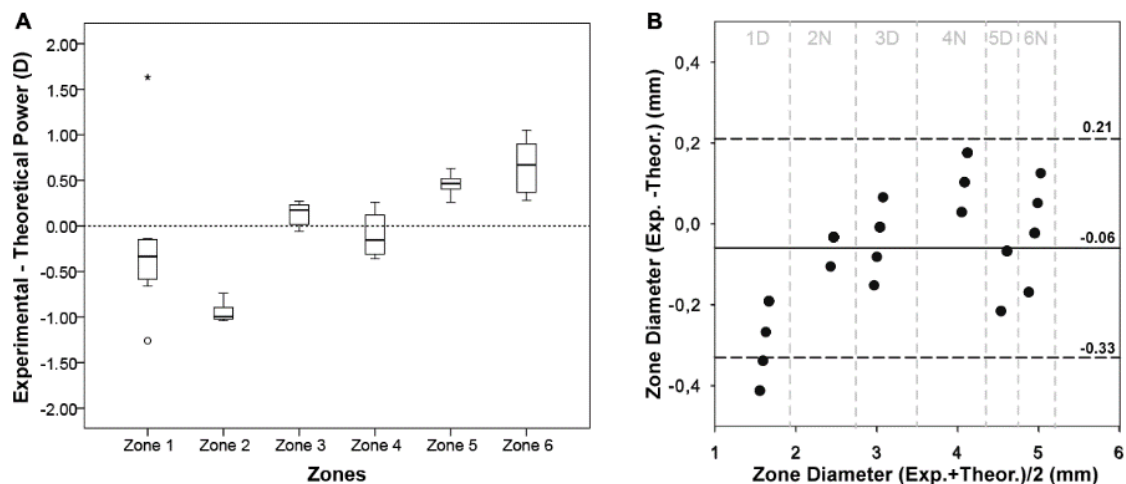 A
Experimental - Theoretical Power (D)
2.00
1.50
1.00
0.50
0.00
-0.50
-1.00
-1.50
-2.00
*
Zone 1 Zone 2 Zone 3 Zone 4 Zone 5 Zone 6
Zones
B
Zone Diameter (Exp. -Theor.) (mm)
0,4
0,2
0,0
-0,2
-0,4
1D 2N 3D 4N 5D 6N
0.21
-0.06
-0.33
1 2 3 4 5 6
Zone Diameter (Exp.+Theor.)/2 (mm)